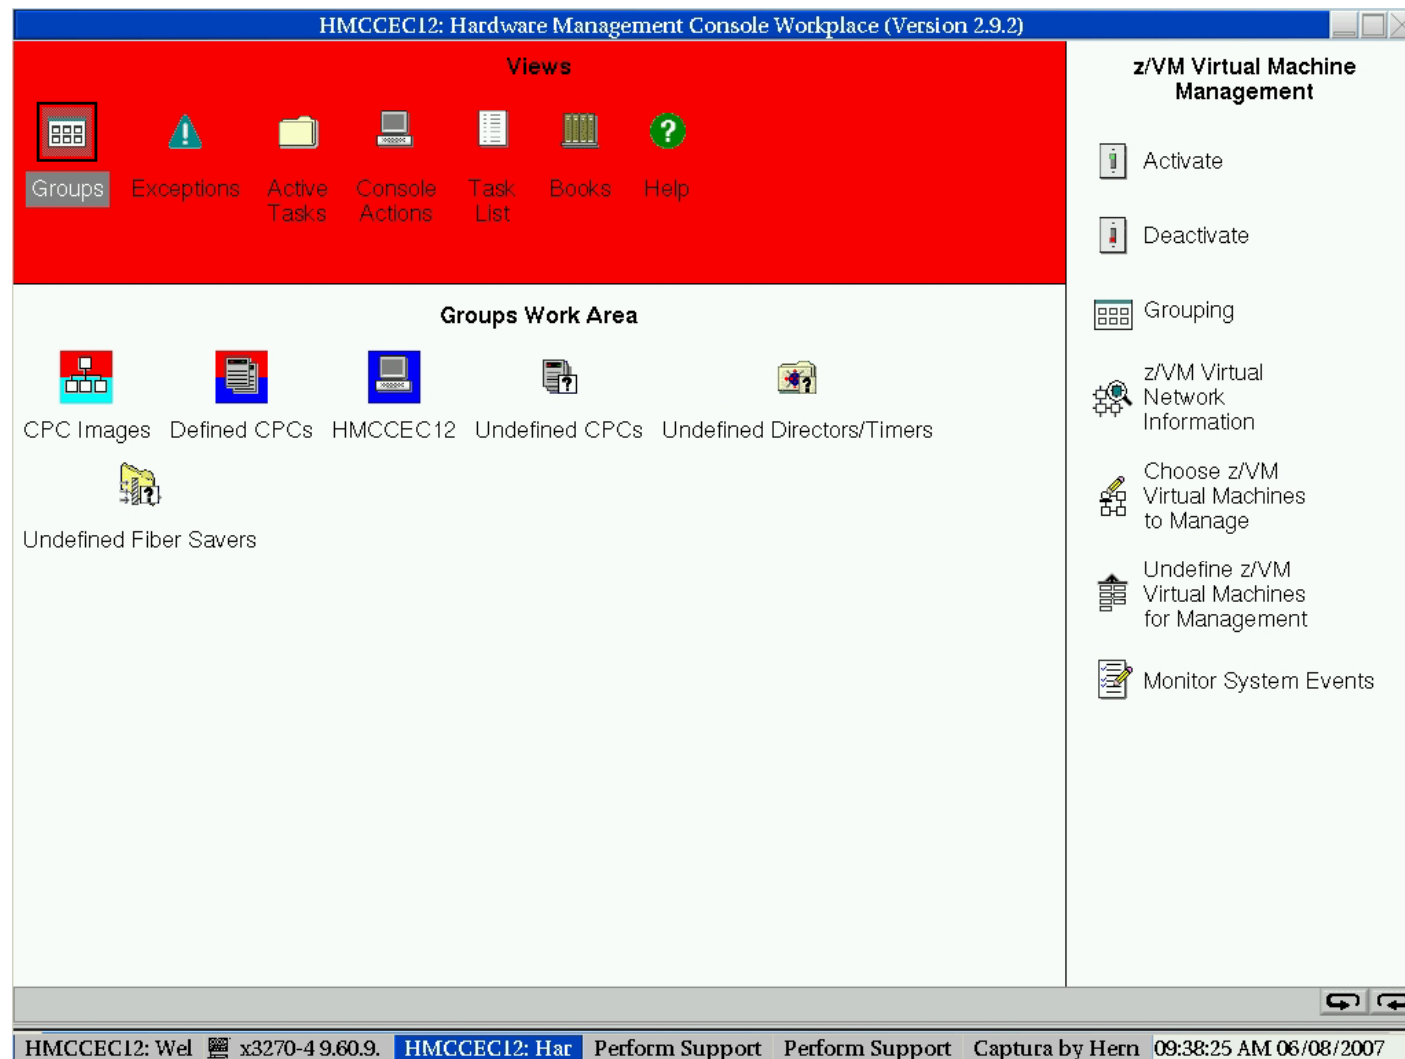 HMCCEC12: Hardware Management Console Workplace (Version 2.9.2)
Views
Groups
Exceptions
Active
Tasks
Console
Actions
Task
List
Books
Help
Groups Work Area
CPC Images
Defined CPCs
HMCCEC12
Undefined CPCs
Undefined Directors/Timers
Undefined Fiber Savers
z/VM Virtual Machine
Management
Activate
Deactivate
Grouping
z/VM Virtual
Network
Information
Choose z/VM
Virtual Machines
to Manage
Undefine z/VM
Virtual Machines
for Management
Monitor System Events
HMCCEC12: Wel x3270-4 9.60.9. HMCCEC12: Har Perform Support Perform Support Captura by Hern 09:38:25 AM 06/08/2007